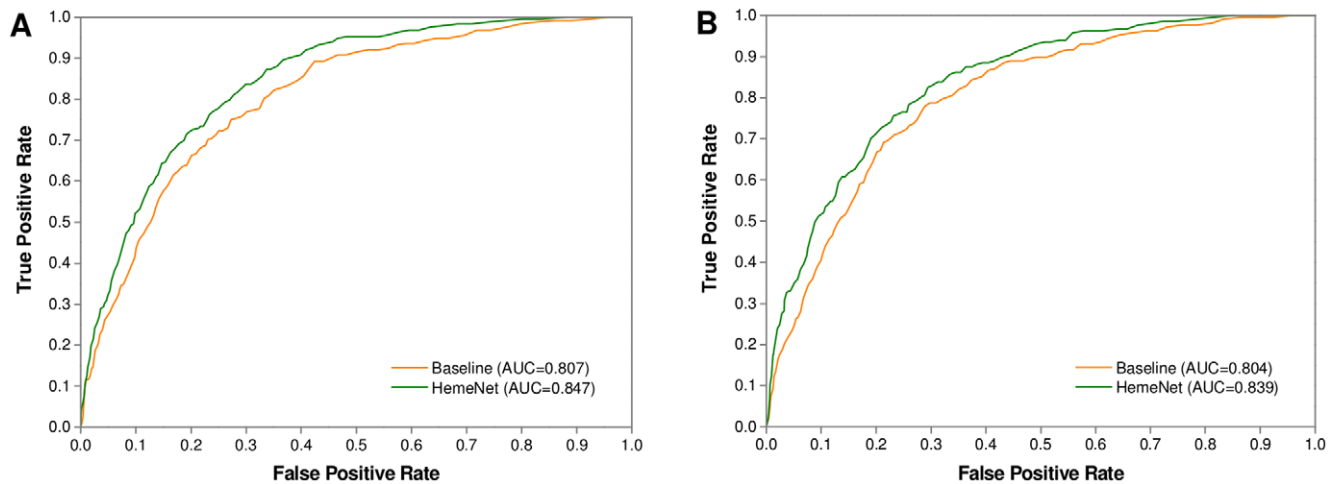 A
1.0
0.9
0.8
0.7
0.6
0.5
0.4
0.3
0.2
0.1
0.0
True Positive Rate
0.0 0.1 0.2 0.3 0.4 0.5 0.6 0.7 0.8 0.9 1.0
False Positive Rate
Baseline (AUC=0.807)
HemeNet (AUC=0.847)
B
1.0
0.9
0.8
0.7
0.6
0.5
0.4
0.3
0.2
0.1
0.0
True Positive Rate
0.0 0.1 0.2 0.3 0.4 0.5 0.6 0.7 0.8 0.9 1.0
False Positive Rate
Baseline (AUC=0.804)
HemeNet (AUC=0.839)